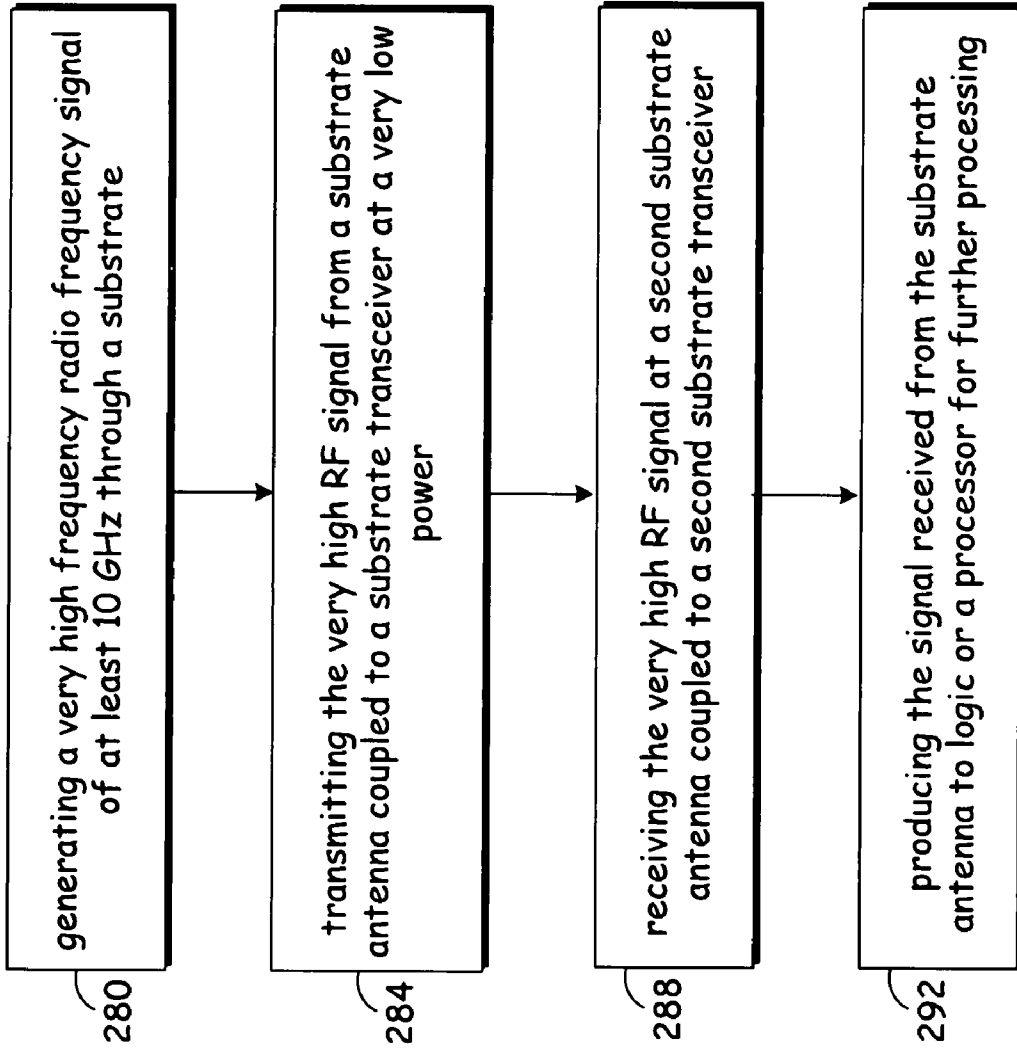 generating a very high frequency radio frequency signal
of at least 10 GHz through a substrate
280
transmitting the very high RF signal from a substrate
antenna coupled to a substrate transceiver at a very low
power
284
receiving the very high RF signal at a second substrate
antenna coupled to a second substrate transceiver
288
producing the signal received from the substrate
antenna to logic or a processor for further processing
292